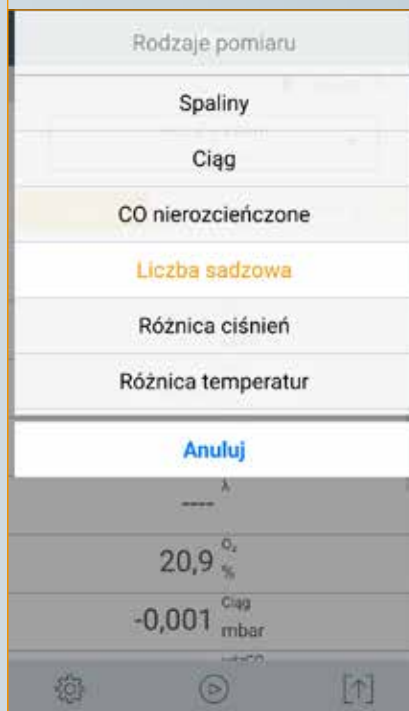 Rodzaje pomiaru
Spaliny
Ciąg
CO nierozcieńczone
Liczba sadzowa
Różnica ciśnień
Różnica temperatur
Anuluj
λ
----
20,9 O₂ %
-0,001 Ciąg mbar